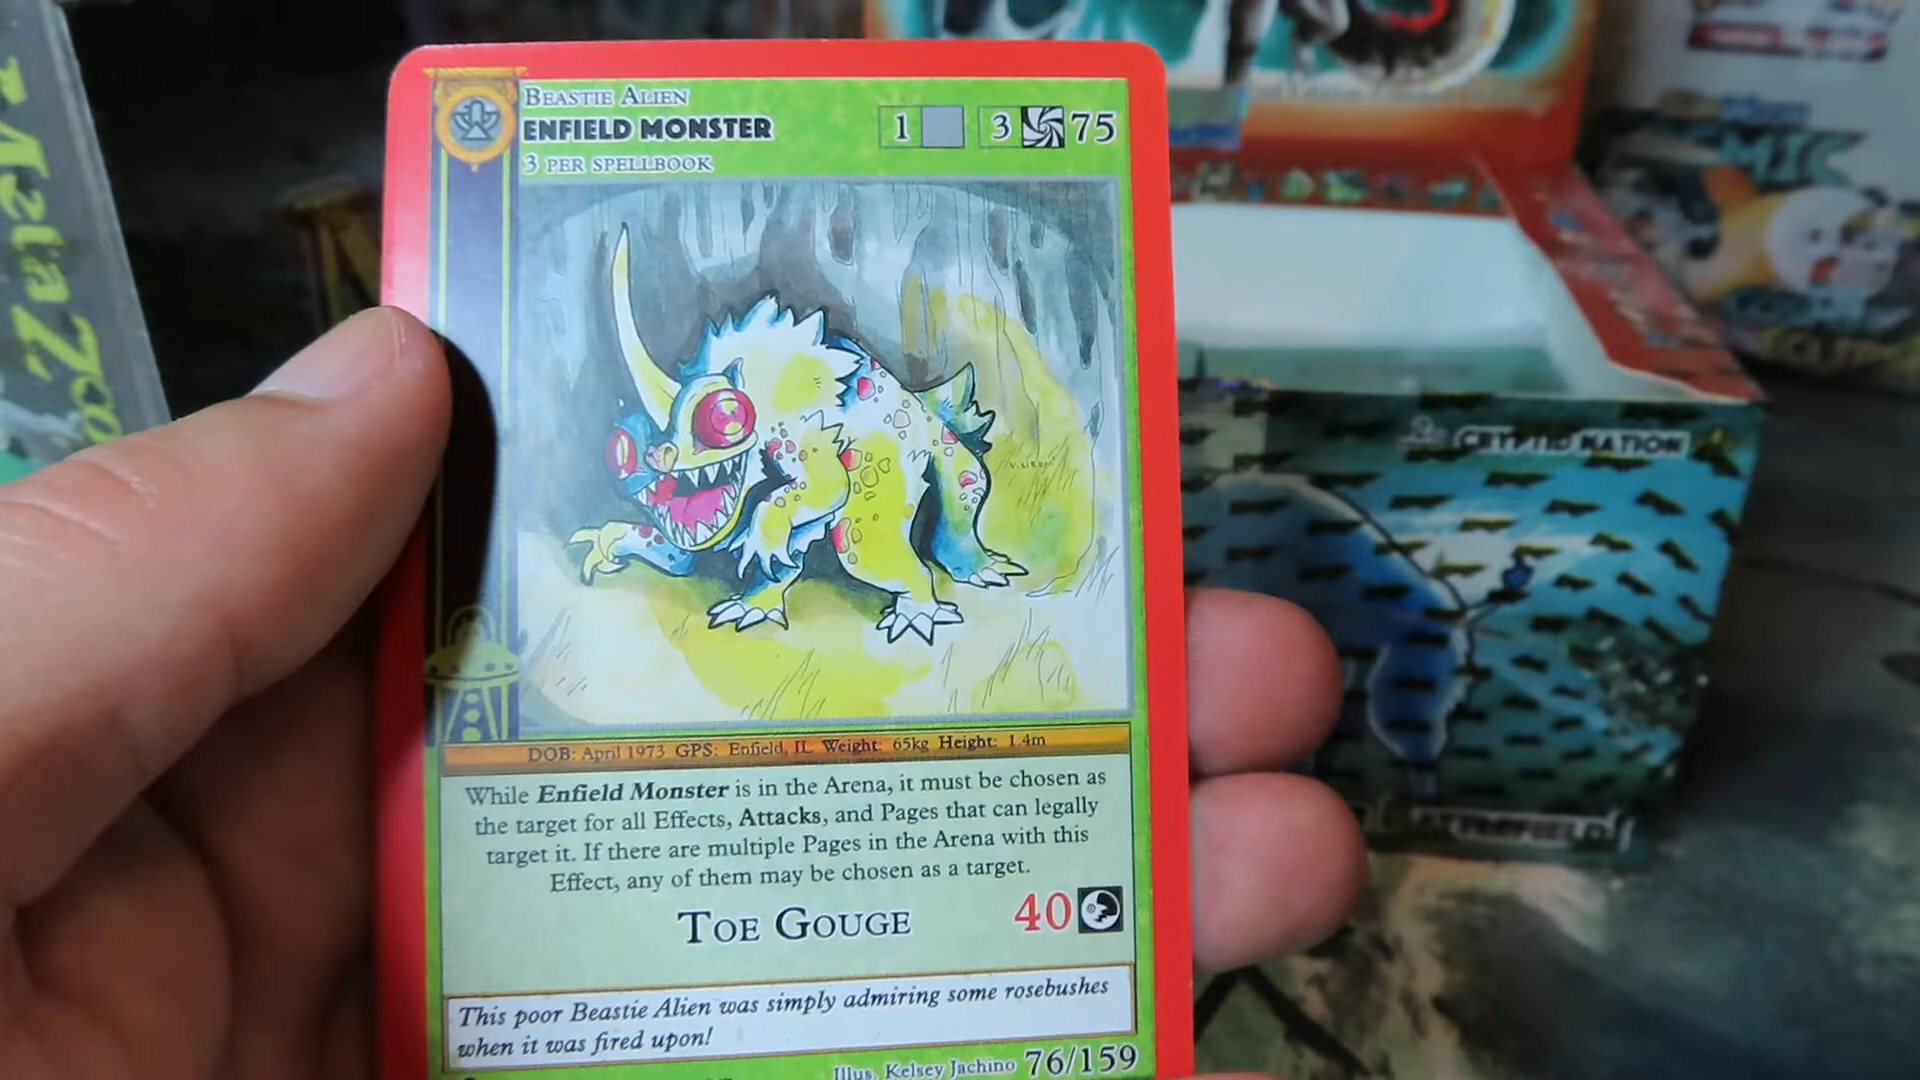 BEASTIE ALIEN
ENFIELD MONSTER
3 PER SPELLBOOK
1 3 75
DOB: April 1973 GPS: Enfield, IL Weight: 65kg Height: 1.4m
While Enfield Monster is in the Arena, it must be chosen as
the target for all Effects, Attacks, and Pages that can legally
target it. If there are multiple Pages in the Arena with this
Effect, any of them may be chosen as a target.
TOE GOUGE 40
This poor Beastie Alien was simply admiring some rosebushes
when it was fired upon!
Illus. Kelsey Jachino 76/159
MetaZoo
CRYPTID NATION